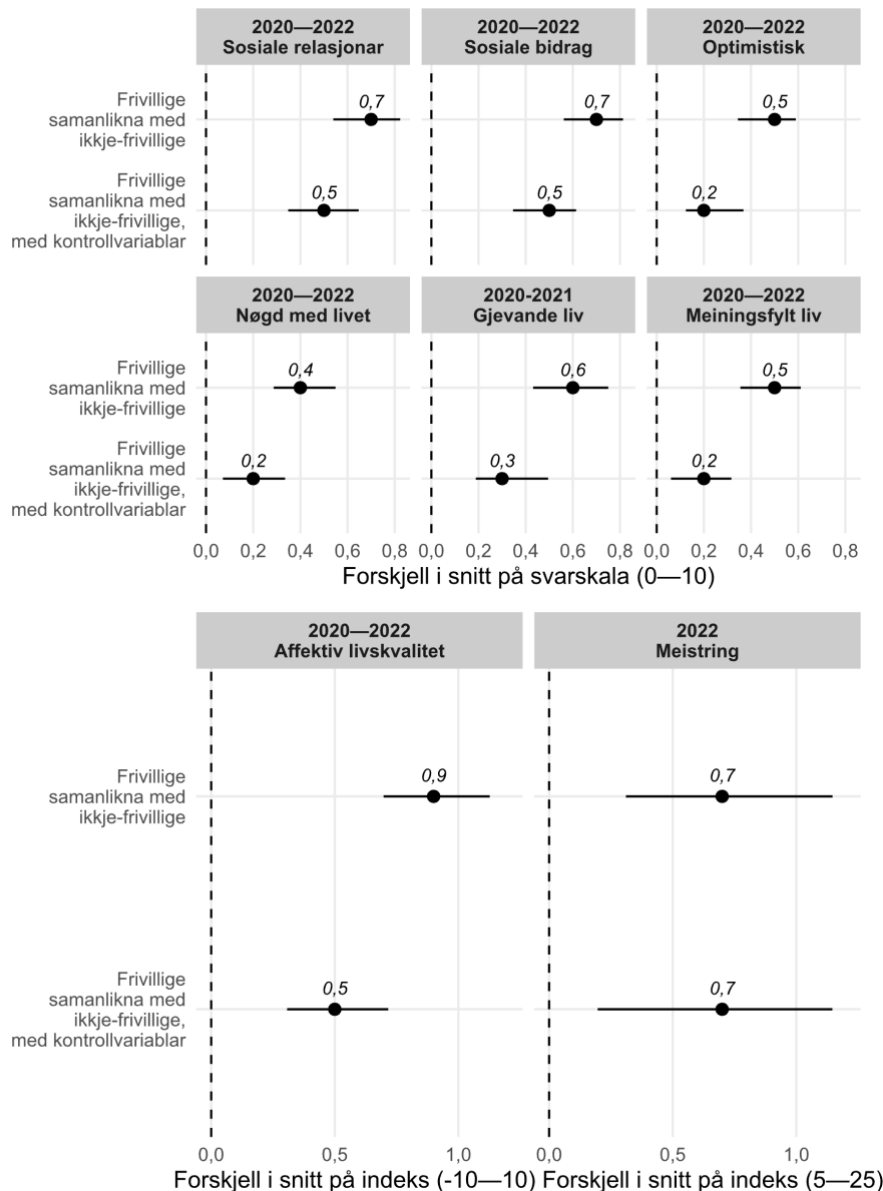 2020—2022
Sosiale relasjonar
2020—2022
Sosiale bidrag
2020—2022
Optimistisk
Frivillige
samanlikna med
ikkje-frivillige
0,7
0,7
0,5
Frivillige
samanlikna med
ikkje-frivillige,
med kontrollvariablar
0,5
0,5
0,2
2020—2022
Nøgd med livet
2020-2021
Gjevande liv
2020—2022
Meiningsfylt liv
Frivillige
samanlikna med
ikkje-frivillige
0,4
0,6
0,5
Frivillige
samanlikna med
ikkje-frivillige,
med kontrollvariablar
0,2
0,3
0,2
0,0 0,2 0,4 0,6 0,8 0,0 0,2 0,4 0,6 0,8 0,0 0,2 0,4 0,6 0,8
Forskjell i snitt på svarskala (0—10)
2020—2022
Affektiv livskvalitet
2022
Meistring
Frivillige
samanlikna med
ikkje-frivillige
0,9
0,7
Frivillige
samanlikna med
ikkje-frivillige,
med kontrollvariablar
0,5
0,7
0,0 0,5 1,0 0,0 0,5 1,0
Forskjell i snitt på indeks (-10—10) Forskjell i snitt på indeks (5—25)